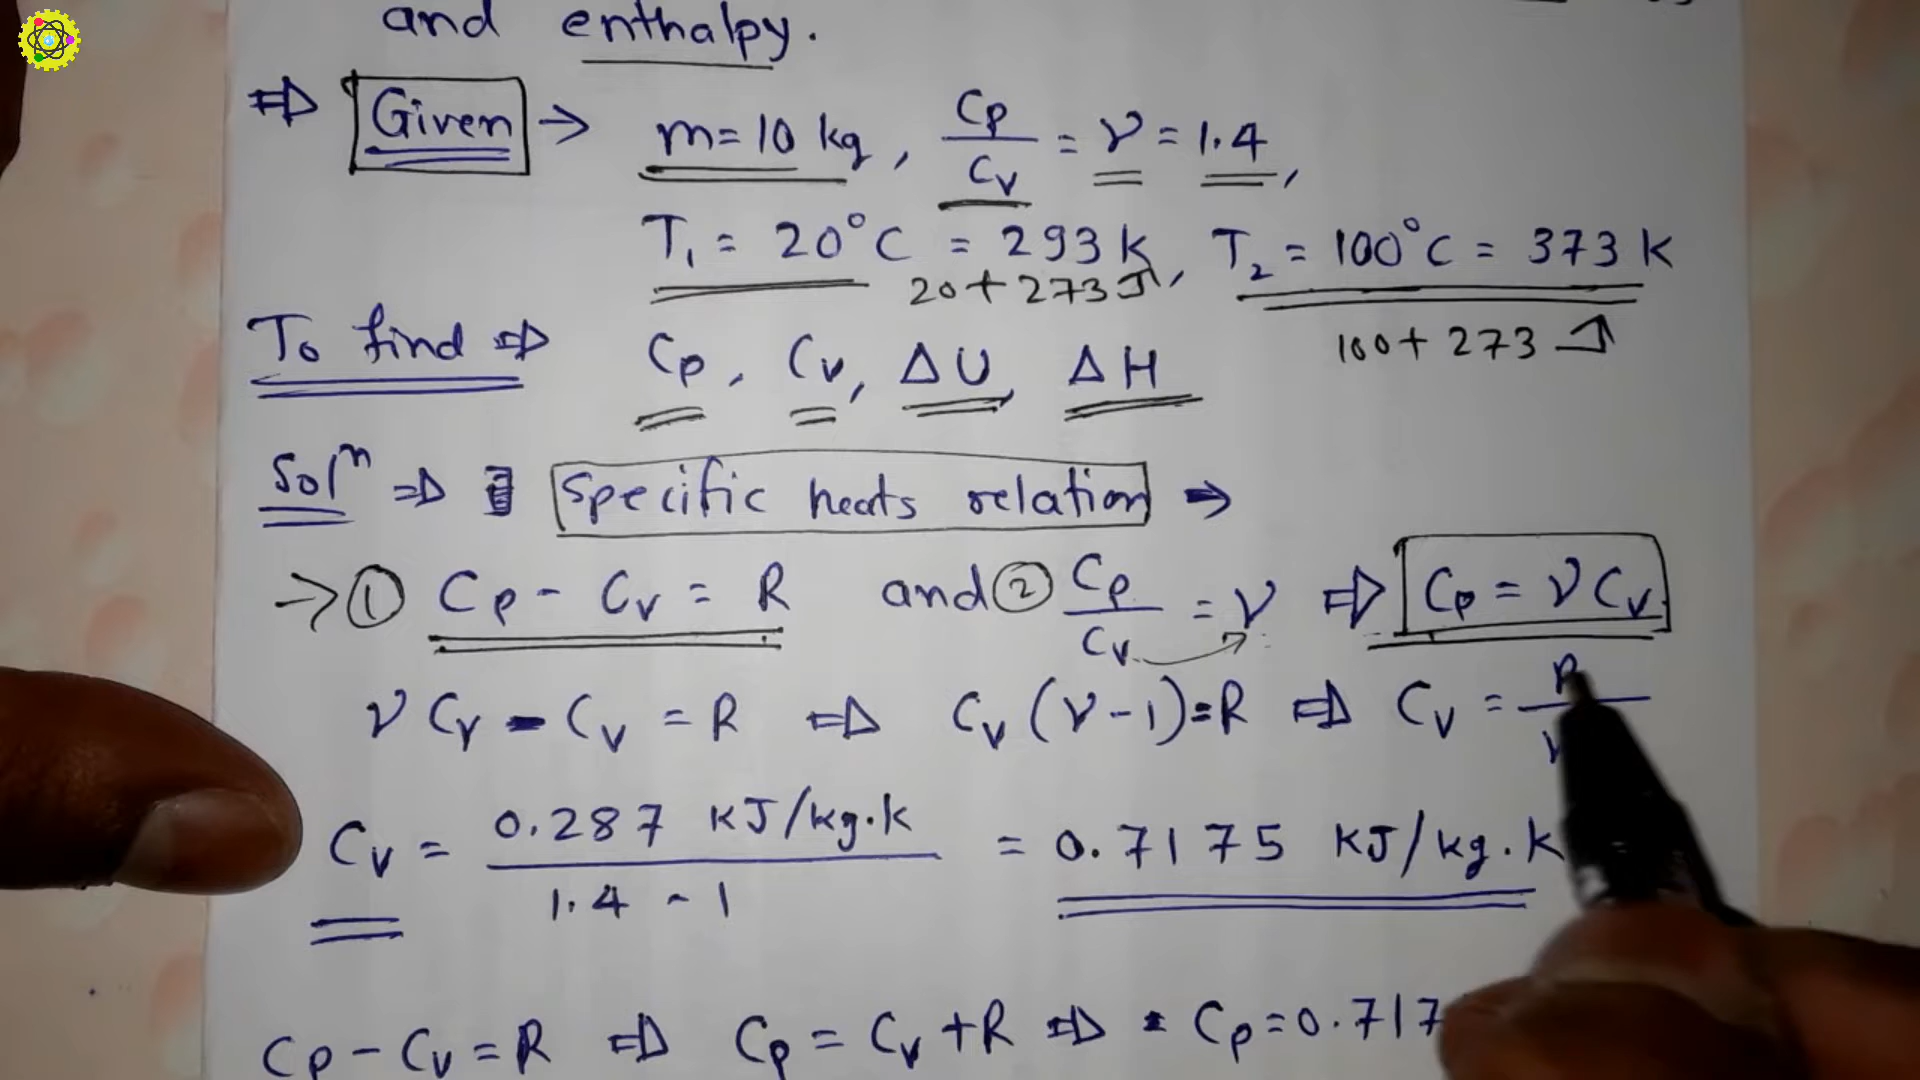 and enthalpy.
⇒ Given → m = 10 kg, Cp/Cv = γ = 1.4,
T₁ = 20°C = 293 K, T₂ = 100°C = 373 K
20 + 273 100 + 273
To find ⇒ Cp, Cv, ΔU, ΔH
Solⁿ ⇒ Specific heats relation →
→ ① Cp - Cv = R and ② Cp/Cv = γ ⇒ Cp = γ Cv
γ Cv - Cv = R ⇒ Cv (γ - 1) = R ⇒ Cv =
Cv = 0.287 KJ/kg.K / 1.4 - 1 = 0.7175 KJ/kg.K
Cp - Cv = R ⇒ Cp = Cv + R ⇒ Cp = 0.717